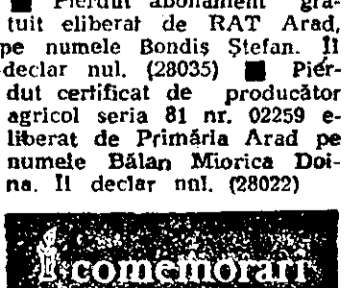 ■ Pierdut abonament gra-
tuit eliberat de RAT Arad,
pe numele Bondiș Ștefan. Îl
declar nul. (28035) ■ Pier-
dut certificat de producător
agricol seria 81 nr. 02259 e-
liberat de Primăria Arad pe
numele Bălan Miorica Doi-
na. Il declar nnl. (28022)
comemorari